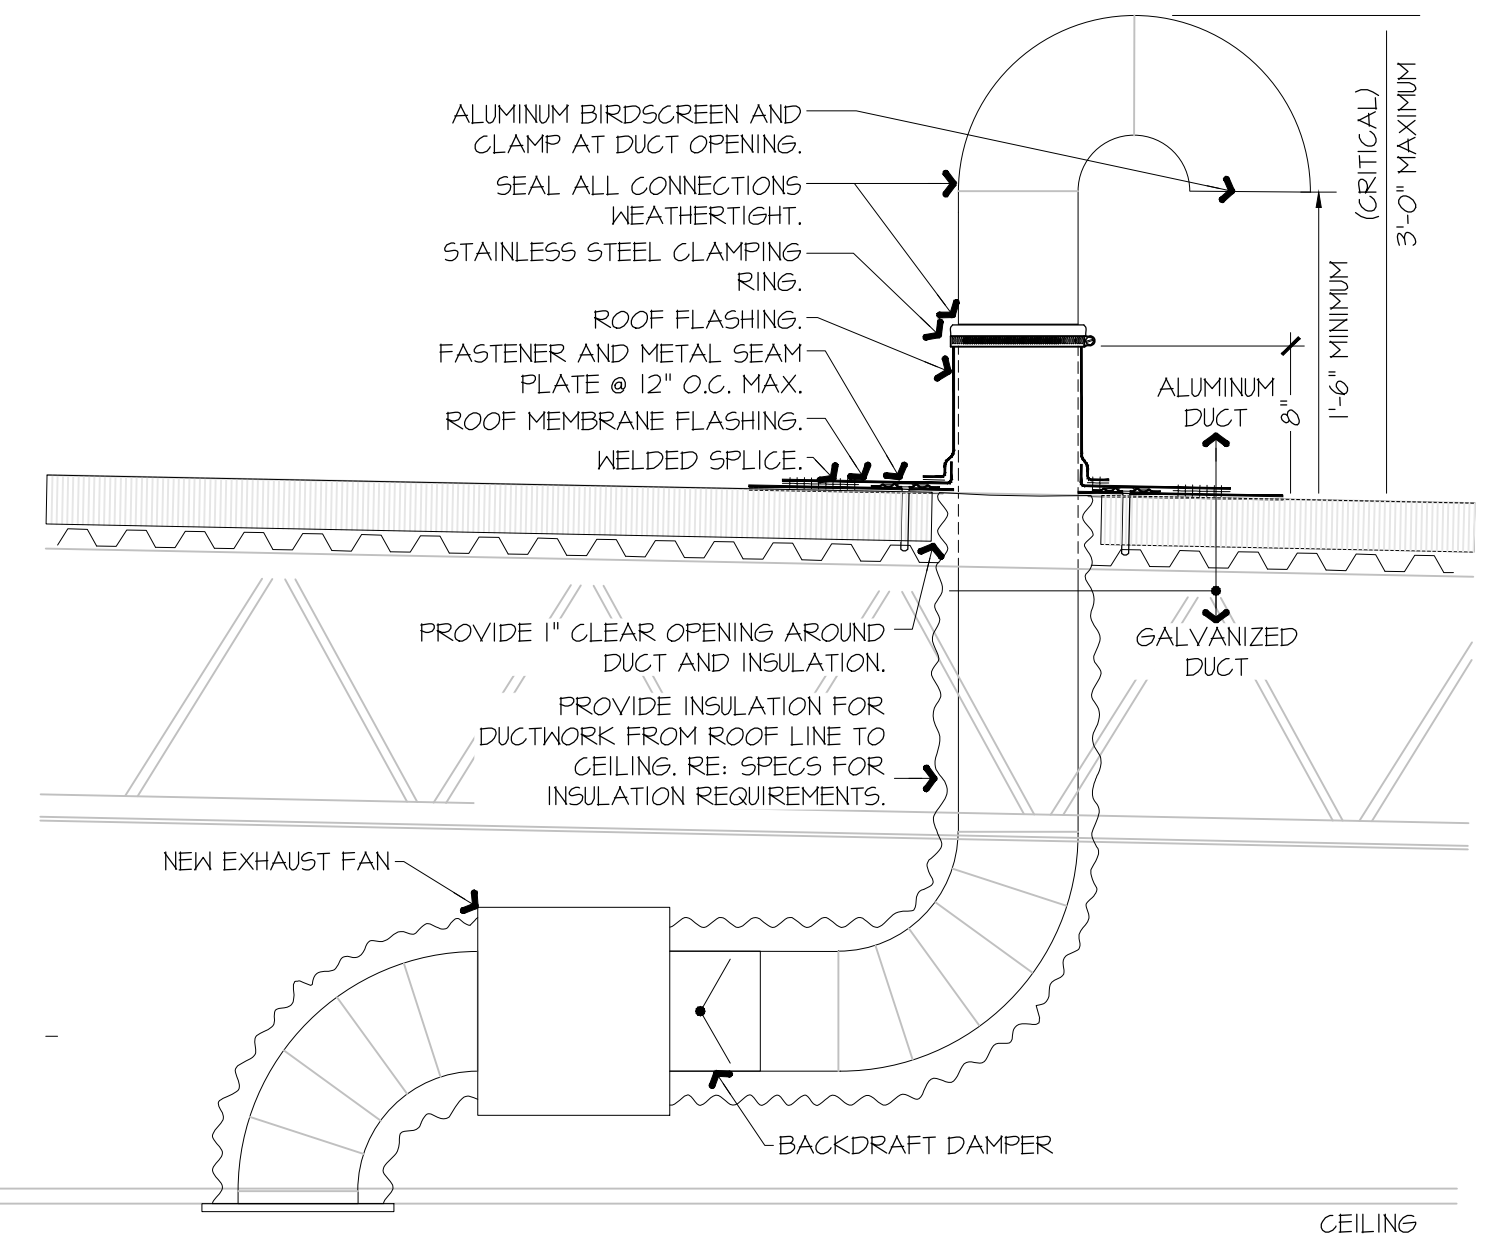 ALUMINUM BIRDSCREEN AND
CLAMP AT DUCT OPENING.
SEAL ALL CONNECTIONS
WEATHERTIGHT.
STAINLESS STEEL CLAMPING
RING.
ROOF FLASHING.
FASTENER AND METAL SEAM
PLATE @ 12" O.C. MAX.
ROOF MEMBRANE FLASHING.
WELDED SPLICE.
(CRITICAL)
3'-0" MAXIMUM
1'-6" MINIMUM
8"
ALUMINUM
DUCT
GALVANIZED
DUCT
PROVIDE 1" CLEAR OPENING AROUND
DUCT AND INSULATION.
PROVIDE INSULATION FOR
DUCTWORK FROM ROOF LINE TO
CEILING. RE: SPECS FOR
INSULATION REQUIREMENTS.
NEW EXHAUST FAN
BACKDRAFT DAMPER
CEILING